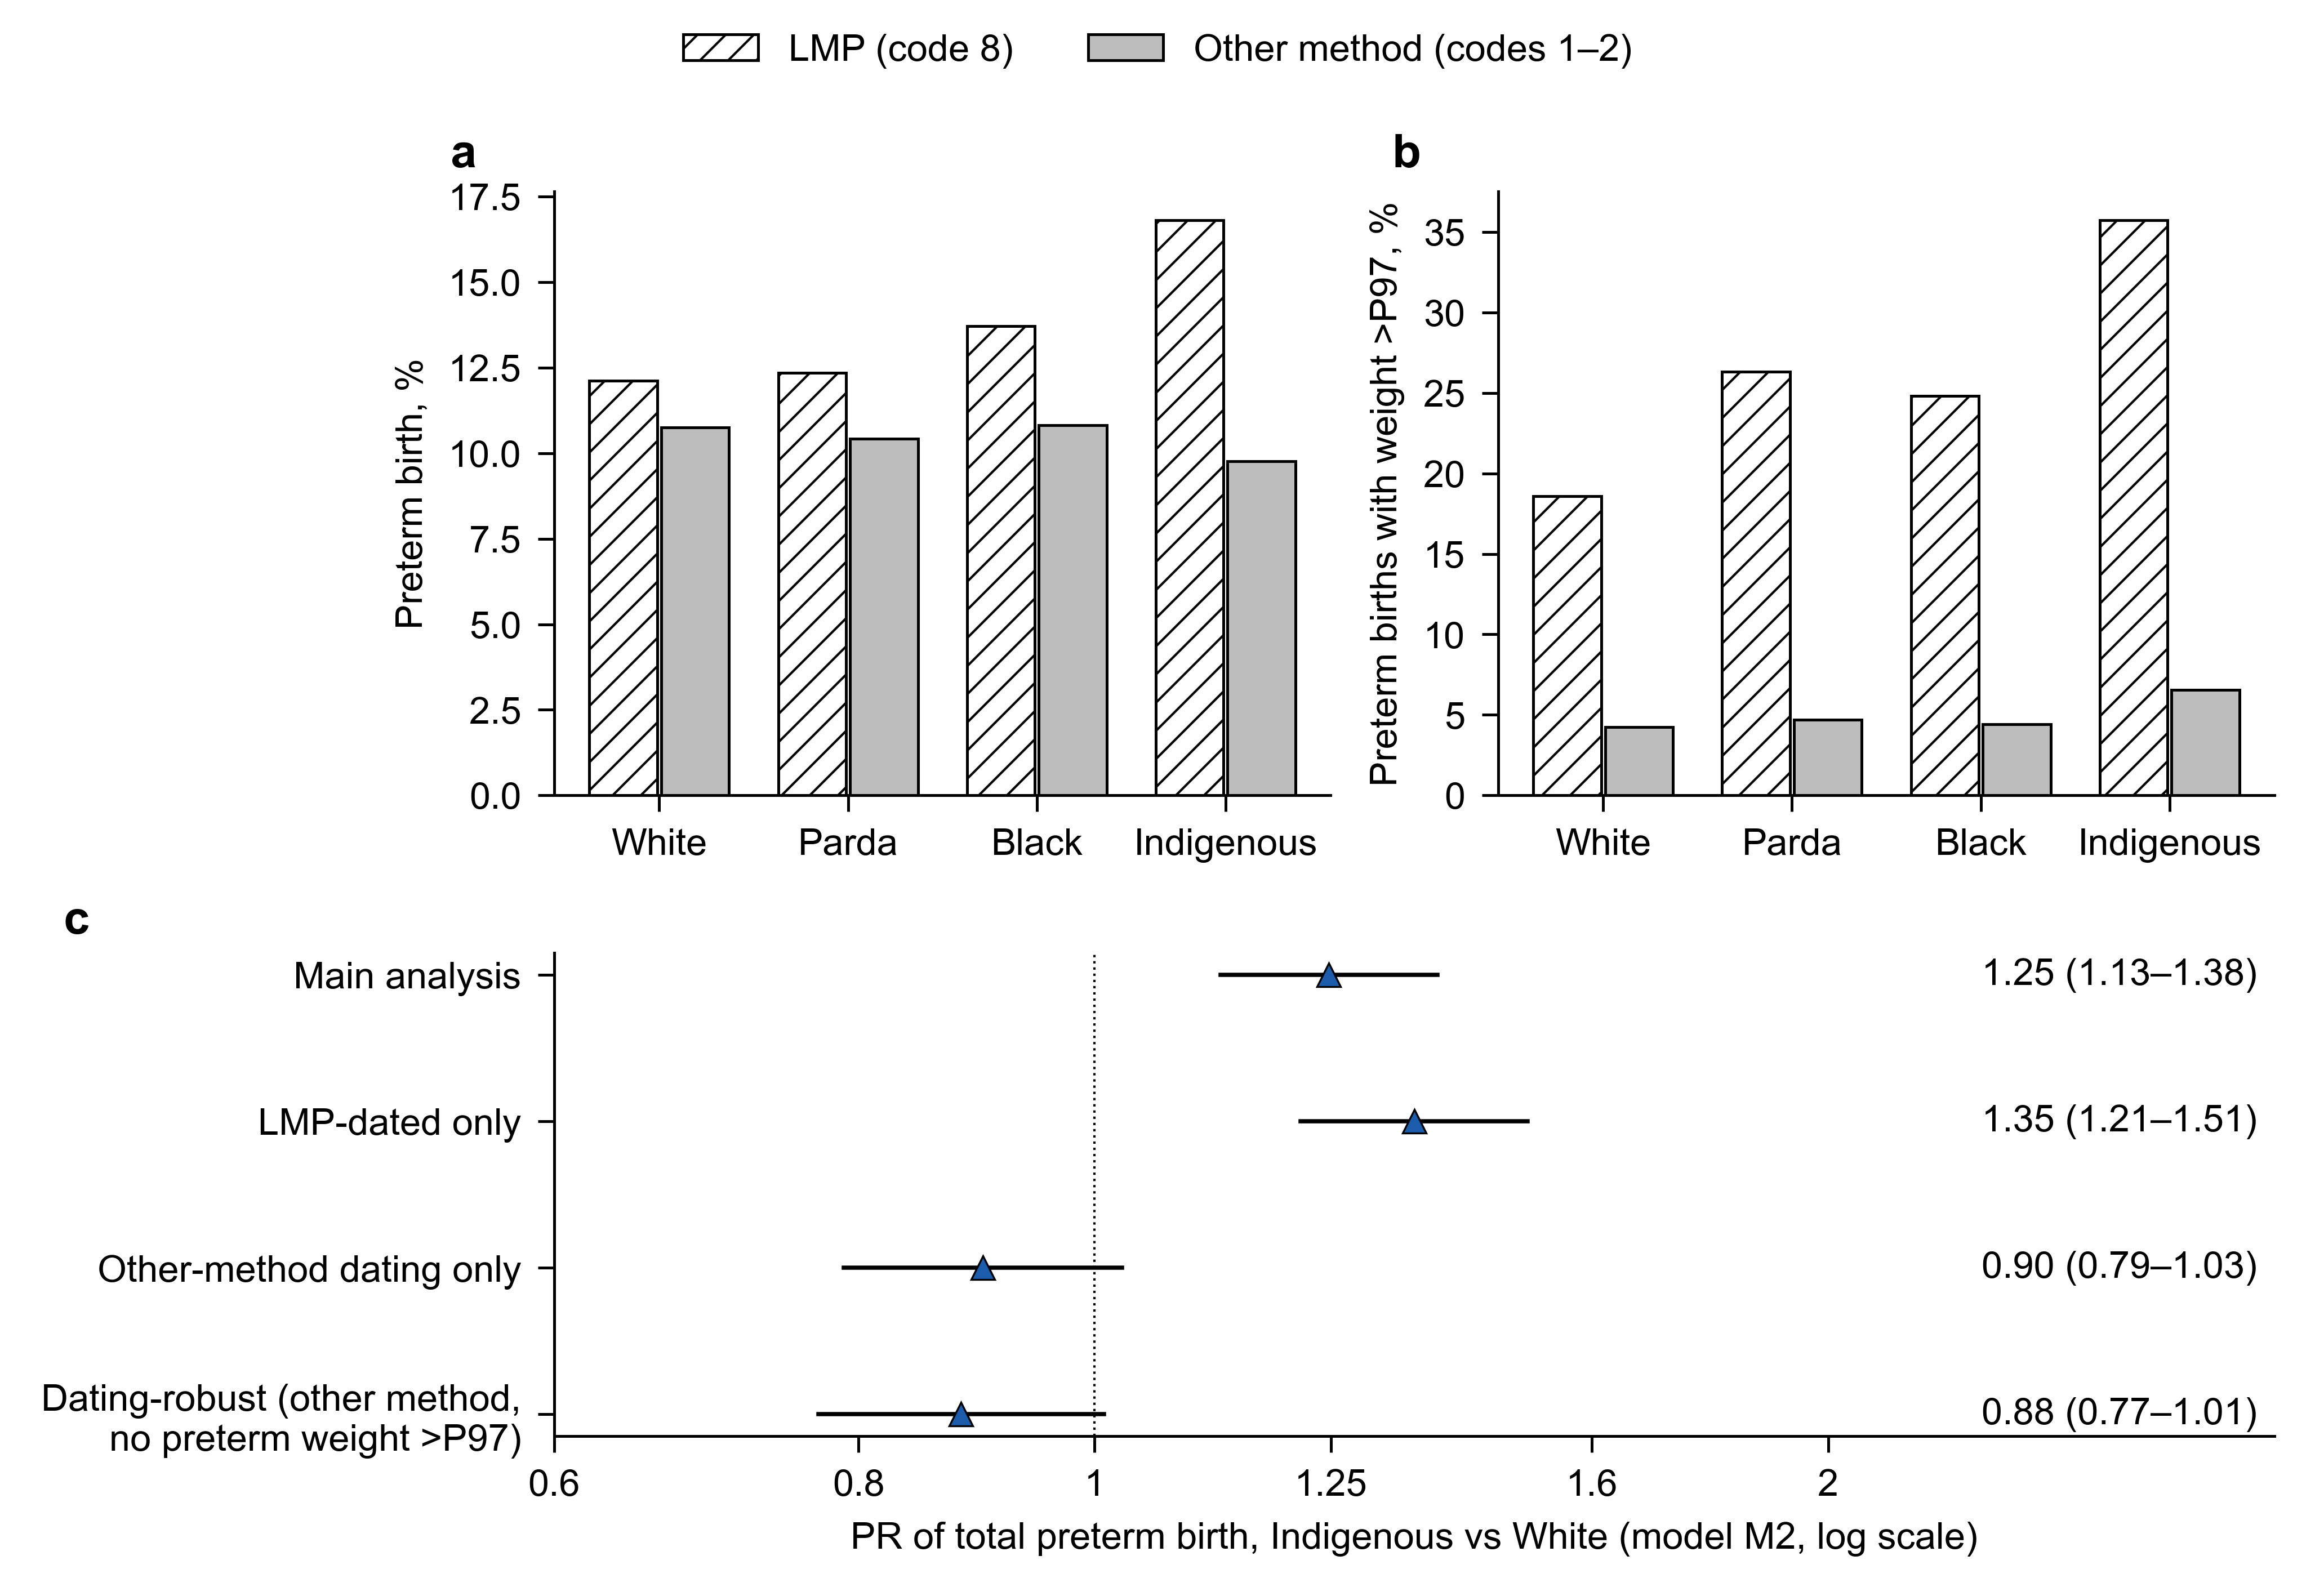 LMP (code 8)
Other method (codes 1–2)
a
17.5
15.0
12.5
10.0
7.5
5.0
2.5
0.0
Preterm birth, %
White
Parda
Black
Indigenous
b
35
30
25
20
15
10
5
0
Preterm births with weight >P97, %
White
Parda
Black
Indigenous
c
Main analysis
1.25 (1.13–1.38)
LMP-dated only
1.35 (1.21–1.51)
Other-method dating only
0.90 (0.79–1.03)
Dating-robust (other method,
no preterm weight >P97)
0.88 (0.77–1.01)
0.6
0.8
1
1.25
1.6
2
PR of total preterm birth, Indigenous vs White (model M2, log scale)